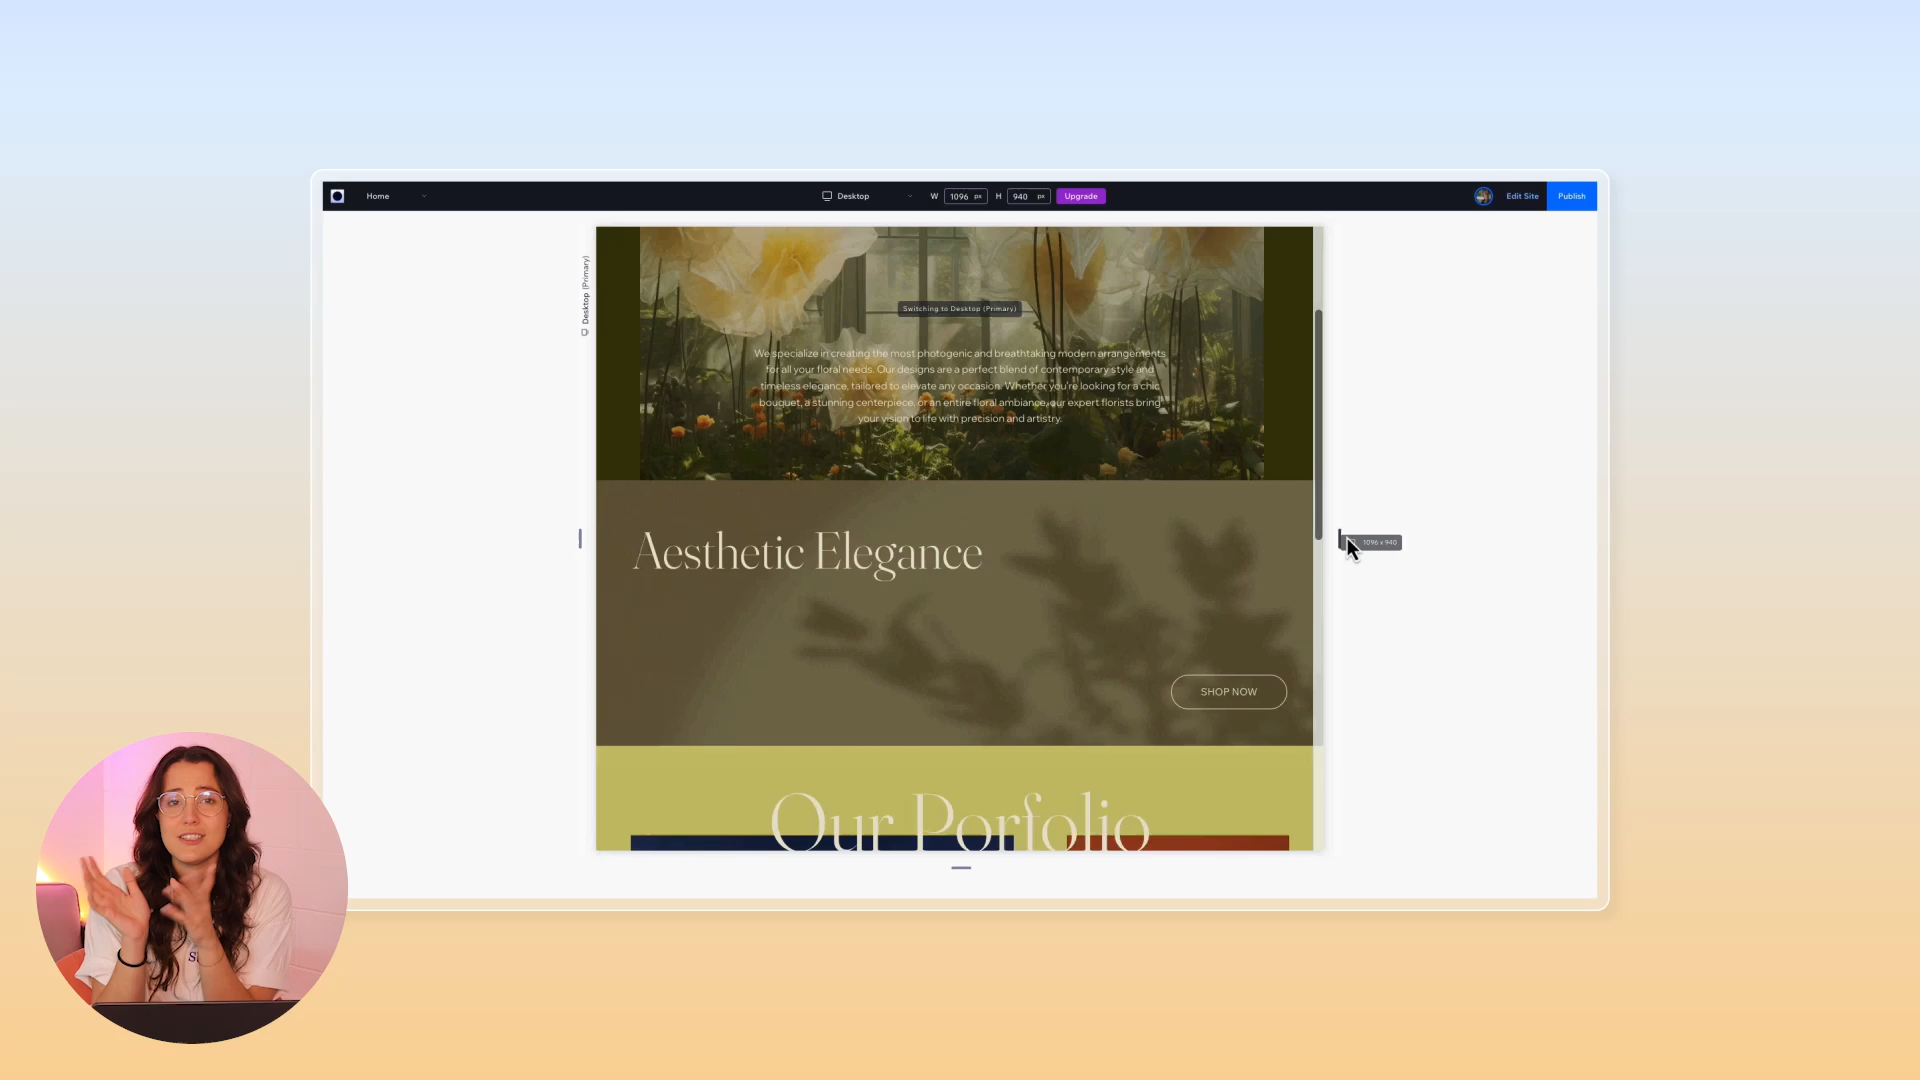 Home
Desktop
W 1096 px H 940 px Upgrade
Edit Site
Publish
Desktop (Primary)
Switching to Desktop (Primary)
We specialize in creating the most photogenic and breathtaking modern arrangements
for all your floral needs. Our designs are a perfect blend of contemporary style and
timeless elegance, tailored to elevate any occasion. Whether you're looking for a chic
bouquet, a stunning centerpiece, or an entire floral ambiance, our expert florists bring
your vision to life with precision and artistry.
Aesthetic Elegance
1096 x 940
SHOP NOW
Our Porfolio